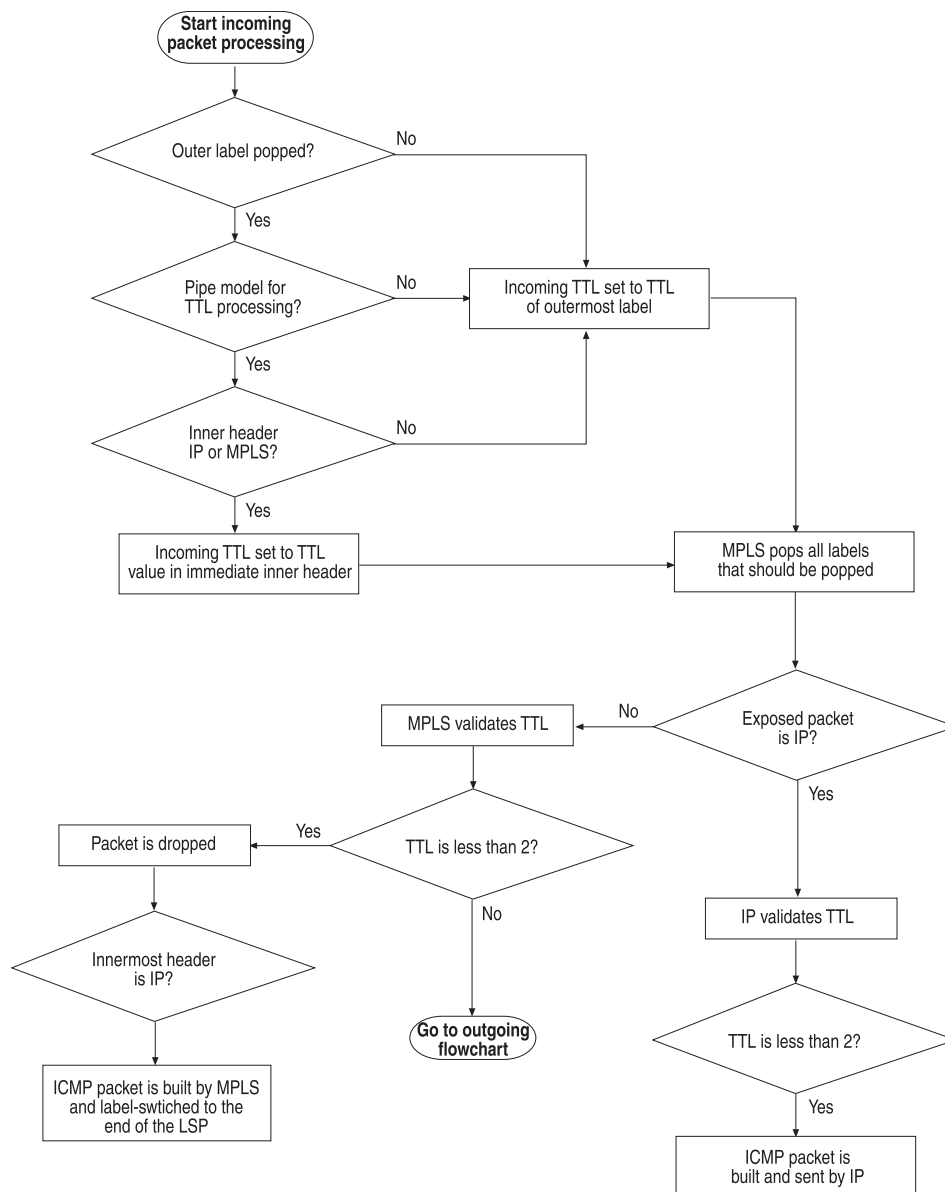 Start incoming
packet processing
Outer label popped?
No
Yes
Pipe model for
TTL processing?
No
Incoming TTL set to TTL
of outermost label
Yes
Inner header
IP or MPLS?
No
Yes
Incoming TTL set to TTL
value in immediate inner header
MPLS pops all labels
that should be popped
Exposed packet
is IP?
No
MPLS validates TTL
Yes
TTL is less than 2?
Yes
Packet is dropped
No
IP validates TTL
Innermost header
is IP?
Go to outgoing
flowchart
TTL is less than 2?
ICMP packet is built by MPLS
and label-swtiched to the
end of the LSP
Yes
ICMP packet is
built and sent by IP